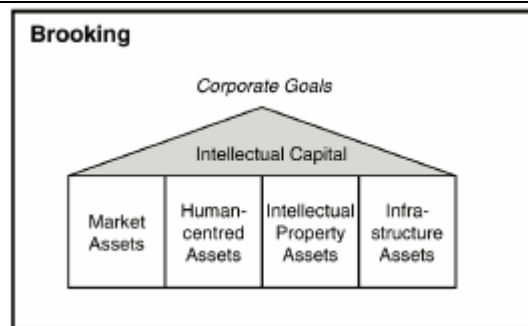 Brooking
Corporate Goals
Intellectual Capital
Market
Assets
Human-
centred
Assets
Intellectual
Property
Assets
Infra-
structure
Assets